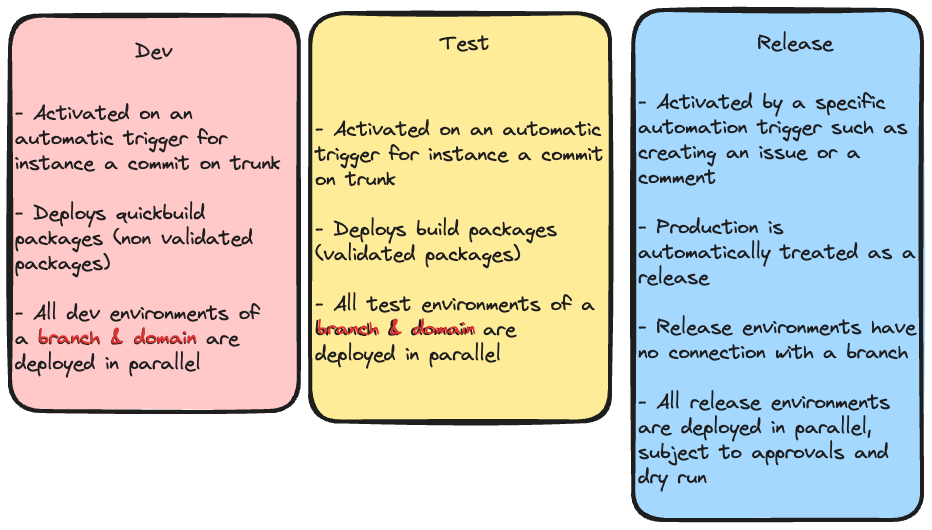 Dev
- Activated on an
automatic trigger for
instance a commit on trunk
- Deploys quickbuild
packages (non validated
packages)
- All dev environments of
a branch & domain are
deployed in parallel
Test
- Activated on an automatic
trigger for instance a commit
on trunk
- Deploys build packages
(validated packages)
- All test environments of a
branch & domain are
deployed in parallel
Release
- Activated by a specific
automation trigger such as
creating an issue or a
comment
- Production is
automatically treated as a
release
- Release environments have
no connection with a branch
- All release environments
are deployed in parallel,
subject to approvals and
dry run